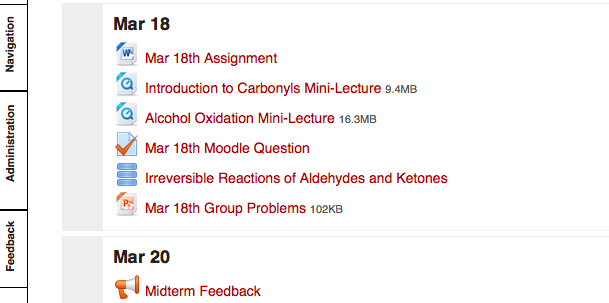 Navigation
Administration
Feedback
Mar 18
Mar 18th Assignment
Introduction to Carbonyls Mini-Lecture 9.4MB
Alcohol Oxidation Mini-Lecture 16.3MB
Mar 18th Moodle Question
Irreversible Reactions of Aldehydes and Ketones
Mar 18th Group Problems 102KB
Mar 20
Midterm Feedback